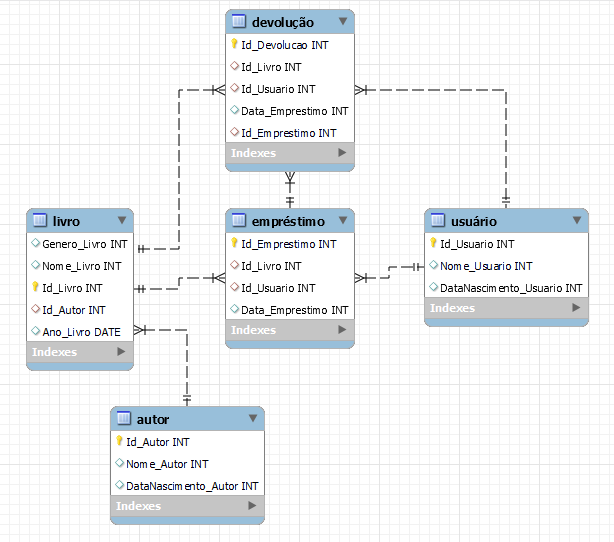 devolução
Id_Devolucao INT
Id_Livro INT
Id_Usuario INT
Data_Emprestimo INT
Id_Emprestimo INT
Indexes
livro
Genero_Livro INT
Nome_Livro INT
Id_Livro INT
Id_Autor INT
Ano_Livro DATE
Indexes
empréstimo
Id_Emprestimo INT
Id_Livro INT
Id_Usuario INT
Data_Emprestimo INT
Indexes
usuário
Id_Usuario INT
Nome_Usuario INT
DataNascimento_Usuario INT
Indexes
autor
Id_Autor INT
Nome_Autor INT
DataNascimento_Autor INT
Indexes